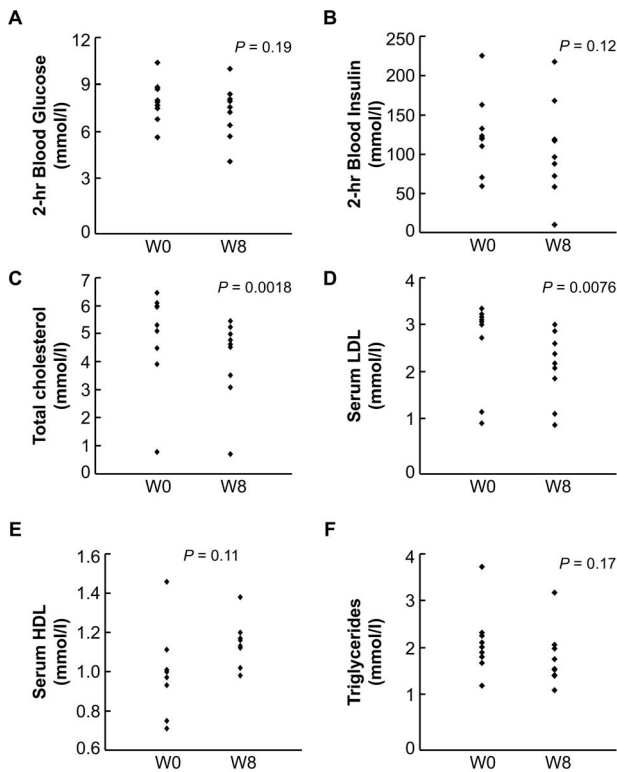 A
2-hr Blood Glucose
(mmol/l)
12
9
6
3
0
P = 0.19
W0 W8
B
2-hr Blood Insulin
(mmol/l)
250
200
150
100
50
0
P = 0.12
W0 W8
C
Total cholesterol
(mmol/l)
7
6
5
4
3
2
1
0
P = 0.0018
W0 W8
D
Serum LDL
(mmol/l)
4
3
2
1
0
P = 0.0076
W0 W8
E
Serum HDL
(mmol/l)
1.6
1.4
1.2
1.0
0.8
0.6
P = 0.11
W0 W8
F
Triglycerides
(mmol/l)
4
3
2
1
0
P = 0.17
W0 W8